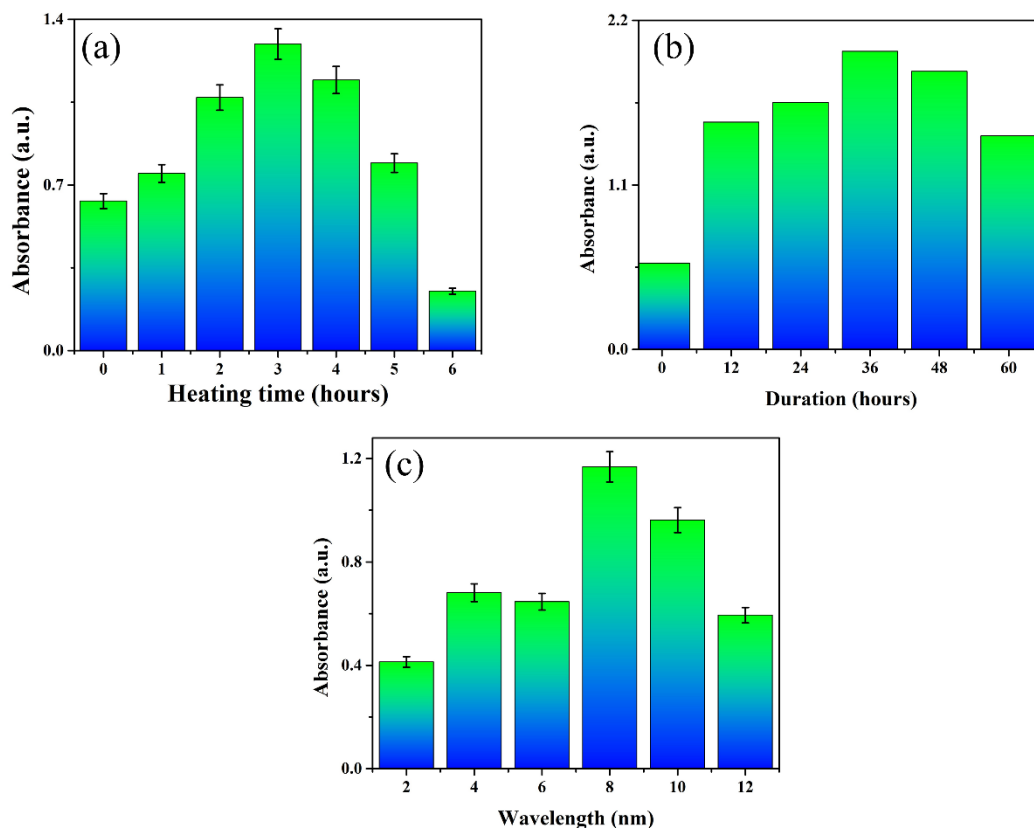 (a)
Absorbance (a.u.)
1.4
0.7
0.0
0 1 2 3 4 5 6
Heating time (hours)
(b)
Absorbanc (a.u.)
2.2
1.1
0.0
0 12 24 36 48 60
Duration (hours)
(c)
Absorbance (a.u.)
1.2
0.8
0.4
0.0
2 4 6 8 10 12
Wavelength (nm)